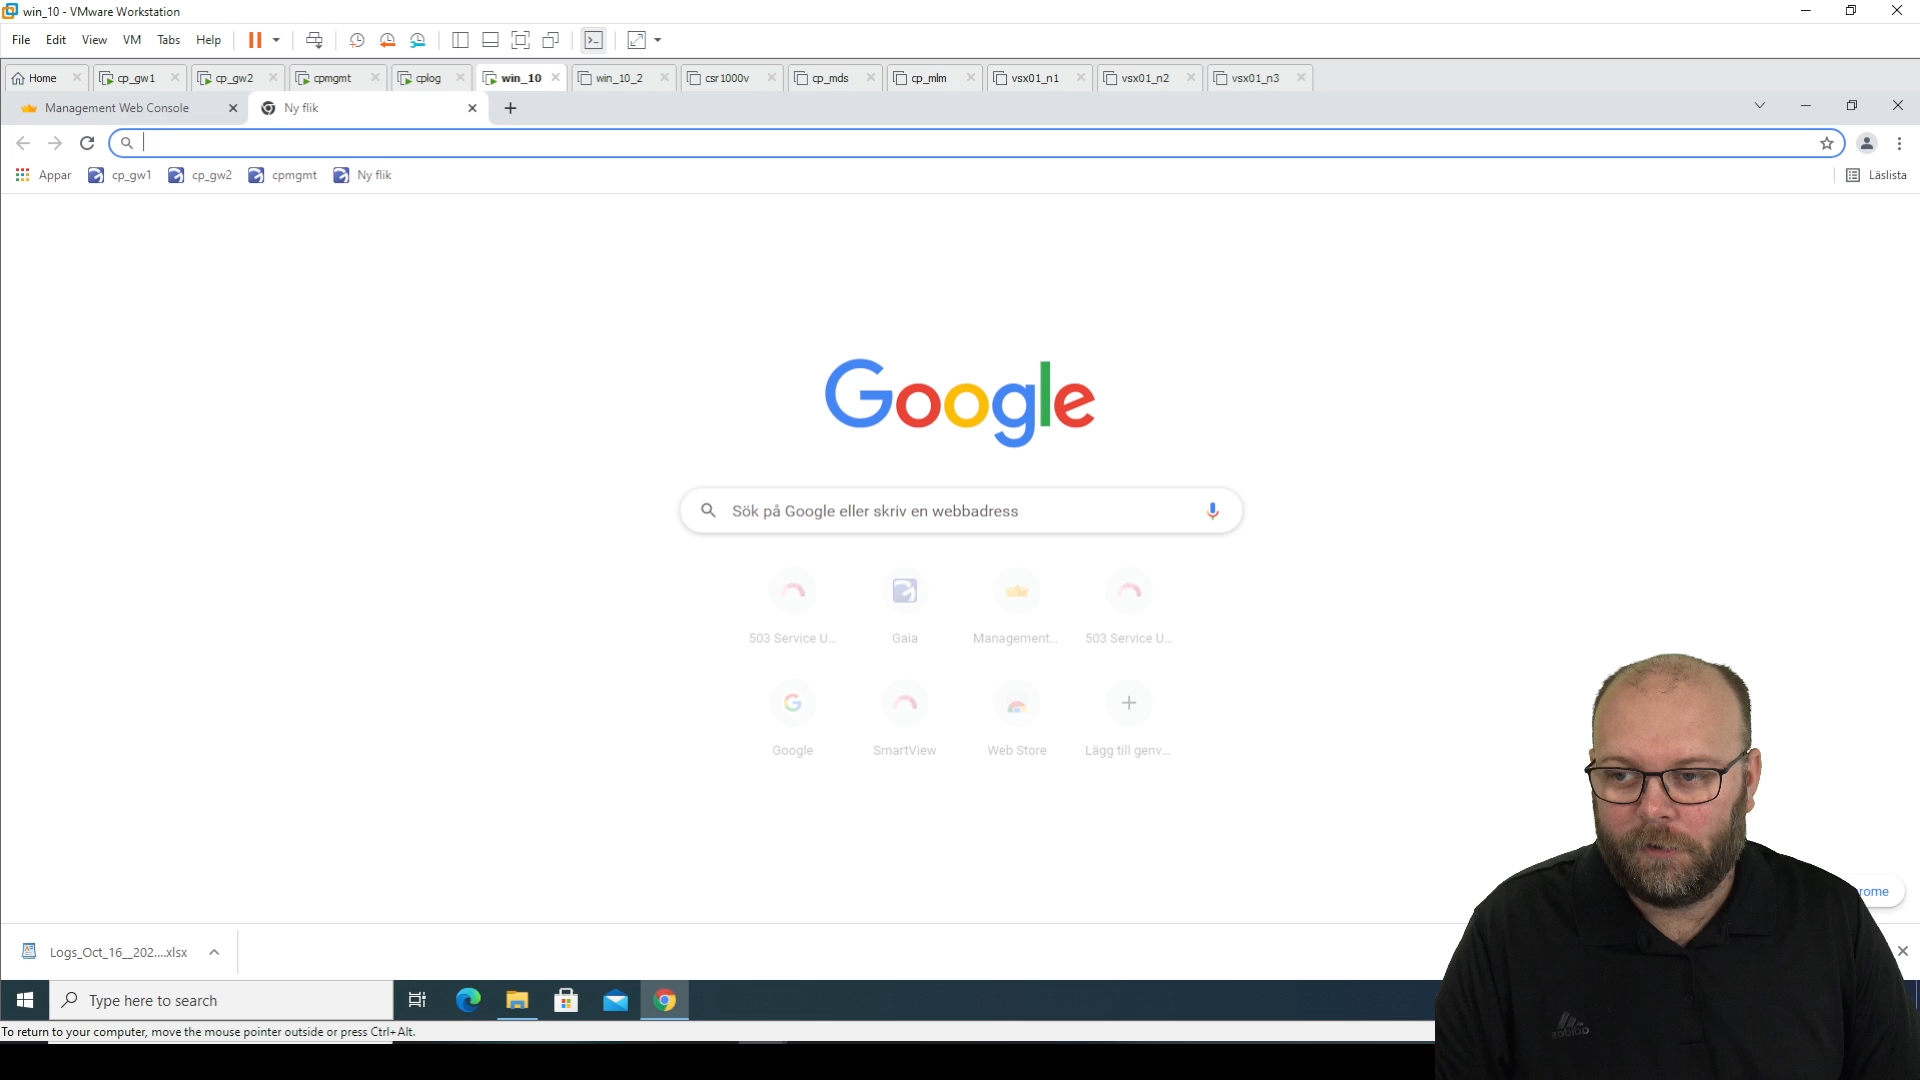 win_10 - VMware Workstation
File Edit View VM Tabs Help
Home cp_gw1 cp_gw2 cpmgmt cplog win_10 win_10_2 csr1000v cp_mds cp_mlm vsx01_n1 vsx01_n2 vsx01_n3
Management Web Console Ny flik
Appar cp_gw1 cp_gw2 cpmgmt Ny flik Läslista
Google
Sök på Google eller skriv en webbadress
503 Service U... Gaia Management... 503 Service U...
Google SmartView Web Store Lägg till genv...
rome
Logs_Oct_16__202....xlsx
Type here to search
To return to your computer, move the mouse pointer outside or press Ctrl+Alt.
adidas